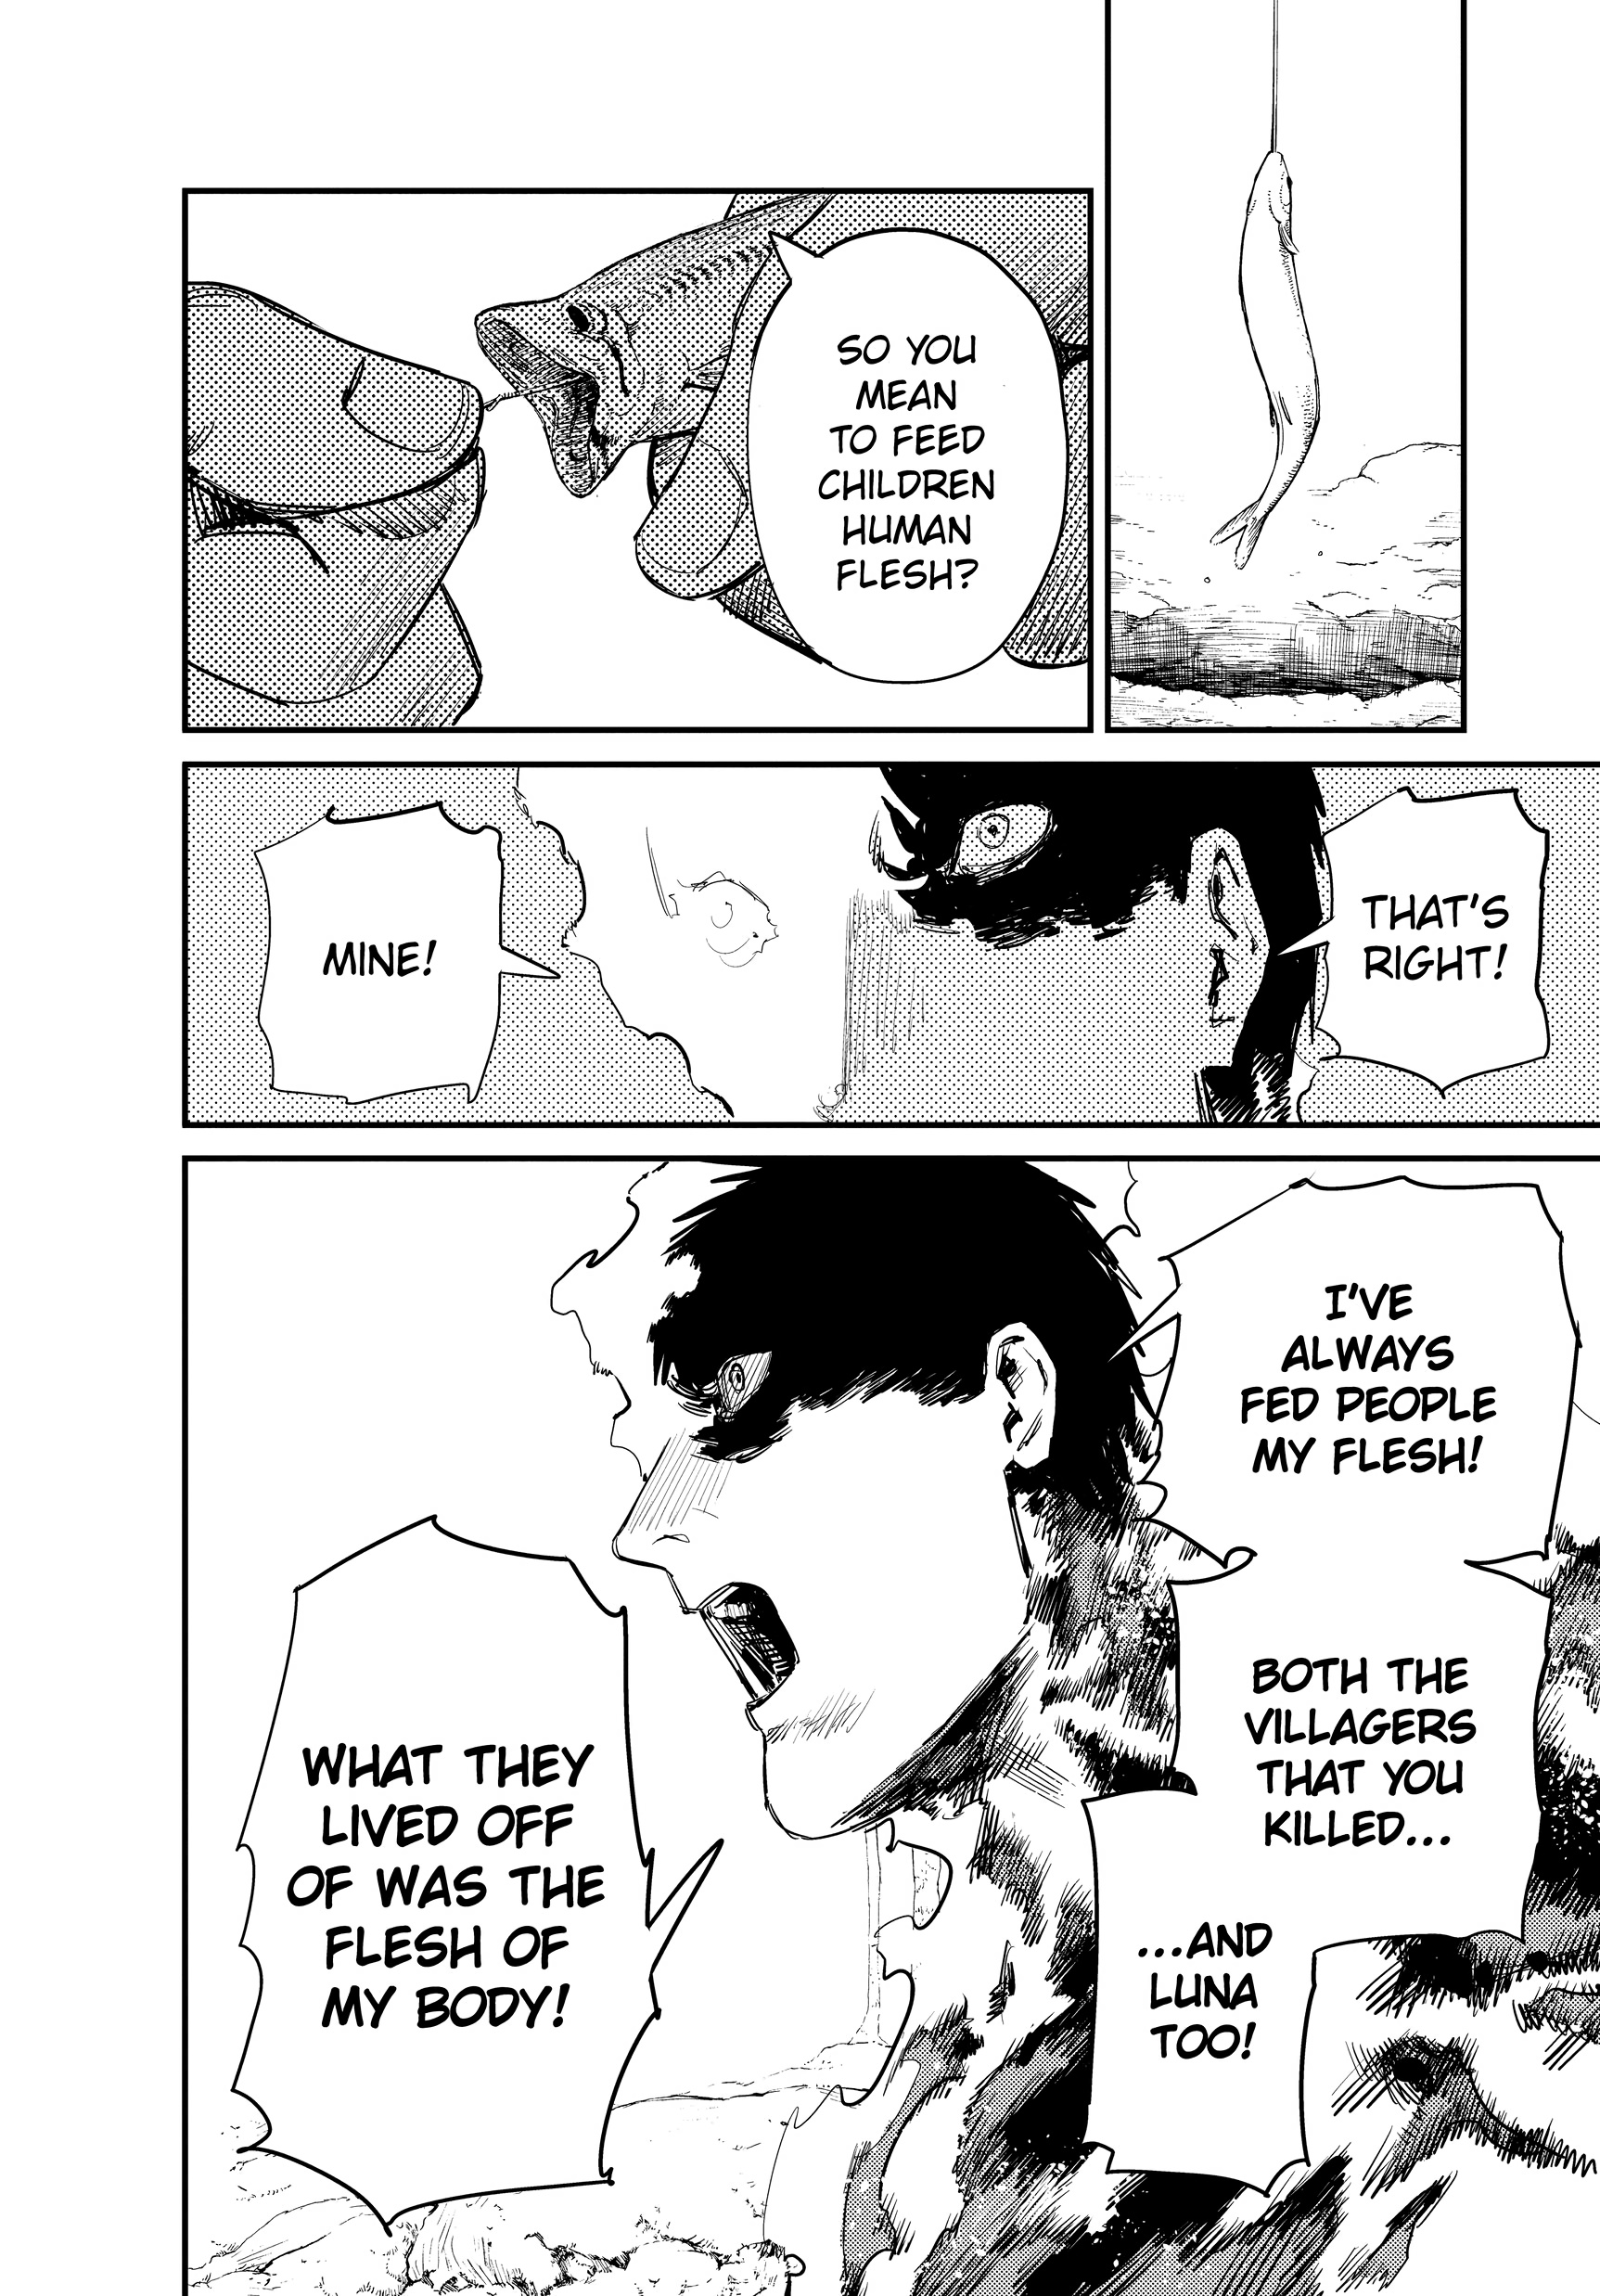 SO YOU
MEAN
TO FEED
CHILDREN
HUMAN
FLESH?
THAT'S
RIGHT!
MINE!
I'VE
ALWAYS
FED PEOPLE
MY FLESH!
BOTH THE
VILLAGERS
THAT YOU
KILLED...
...AND
LUNA
TOO!
WHAT THEY
LIVED OFF
OF WAS THE
FLESH OF
MY BODY!